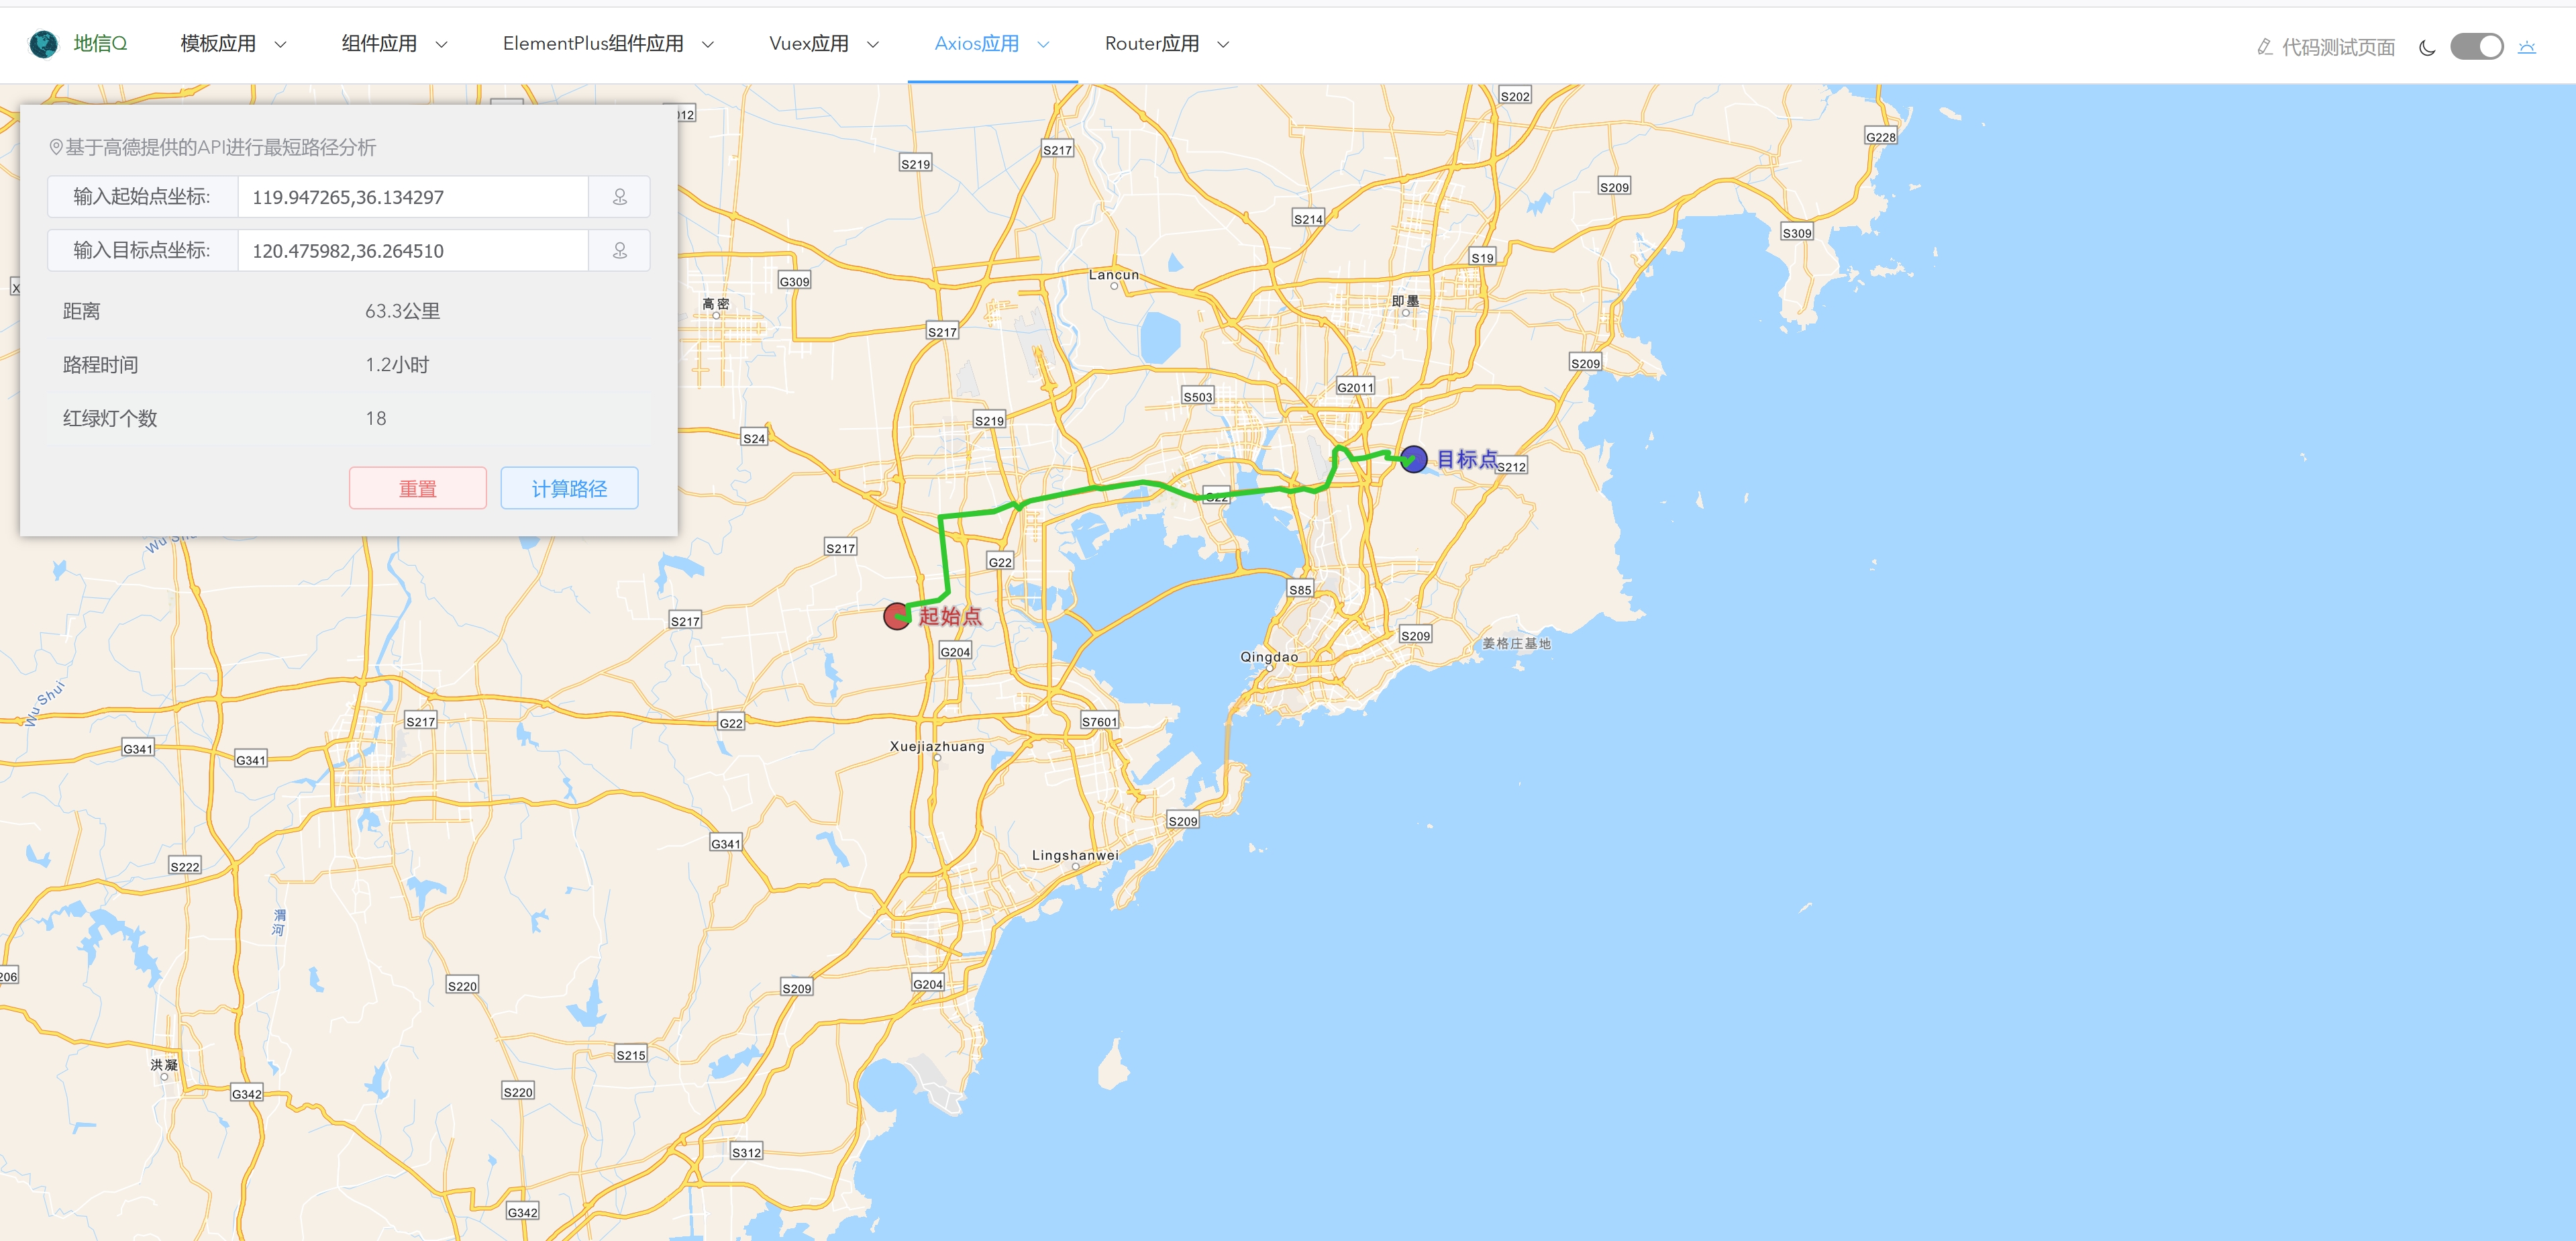 地信Q
模板应用
组件应用
ElementPlus组件应用
Vuex应用
Axios应用
Router应用
代码测试页面
基于高德提供的API进行最短路径分析
输入起始点坐标:
119.947265,36.134297
输入目标点坐标:
120.475982,36.264510
距离
63.3公里
路程时间
1.2小时
红绿灯个数
18
重置
计算路径
S202
G228
S219
S217
S209
S214
S309
S19
Lancun
G309
高密
即墨
S217
S209
G2011
S503
S219
S24
目标点
S212
G22
S217
G22
S85
起始点
S217
S209
姜格庄基地
G204
Qingdao
Wu Shui
S217
G22
S7601
G341
G341
Xuejiazhuang
S209
G341
Lingshanwei
S222
渭河
206
S220
S209
G204
S215
洪凝
G342
S220
S312
G342